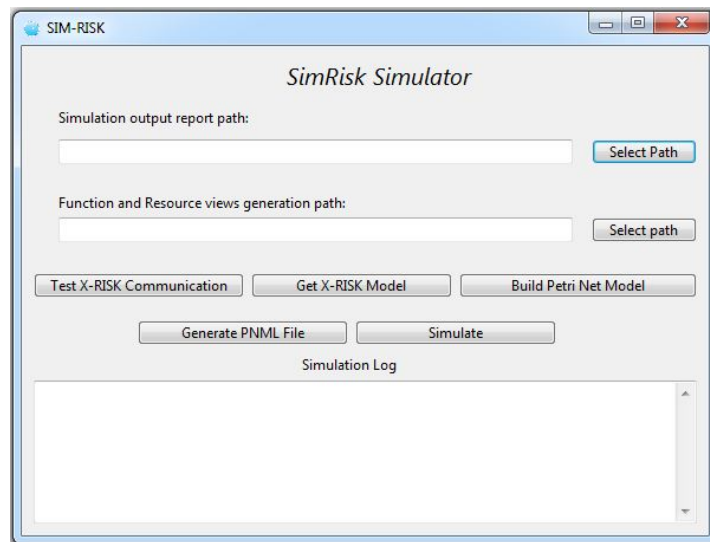 SIM-RISK
SimRisk Simulator
Simulation output report path:
Select Path
Function and Resource views generation path:
Select path
Test X-RISK Communication Get X-RISK Model Build Petri Net Model
Generate PNML File Simulate
Simulation Log